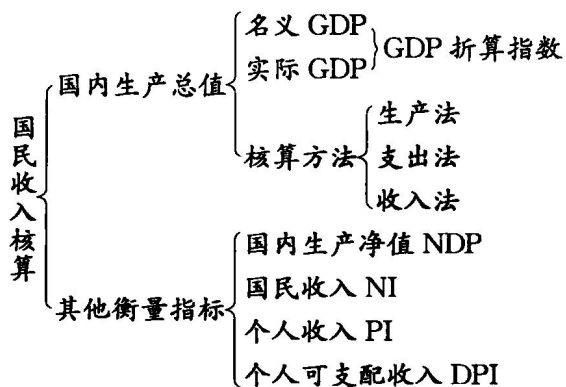 国民收入核算
国内生产总值
名义 GDP
实际 GDP
GDP 折算指数
核算方法
生产法
支出法
收入法
其他衡量指标
国内生产净值 NDP
国民收入 NI
个人收入 PI
个人可支配收入 DPI